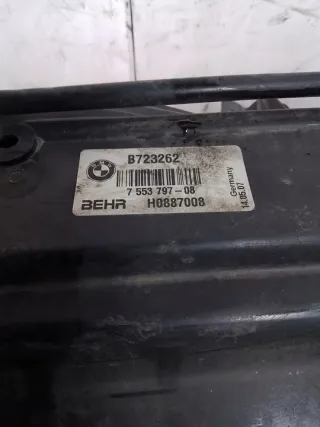 B723262
7 553 797-08
BEHR H0887008
Germany
14.05.07